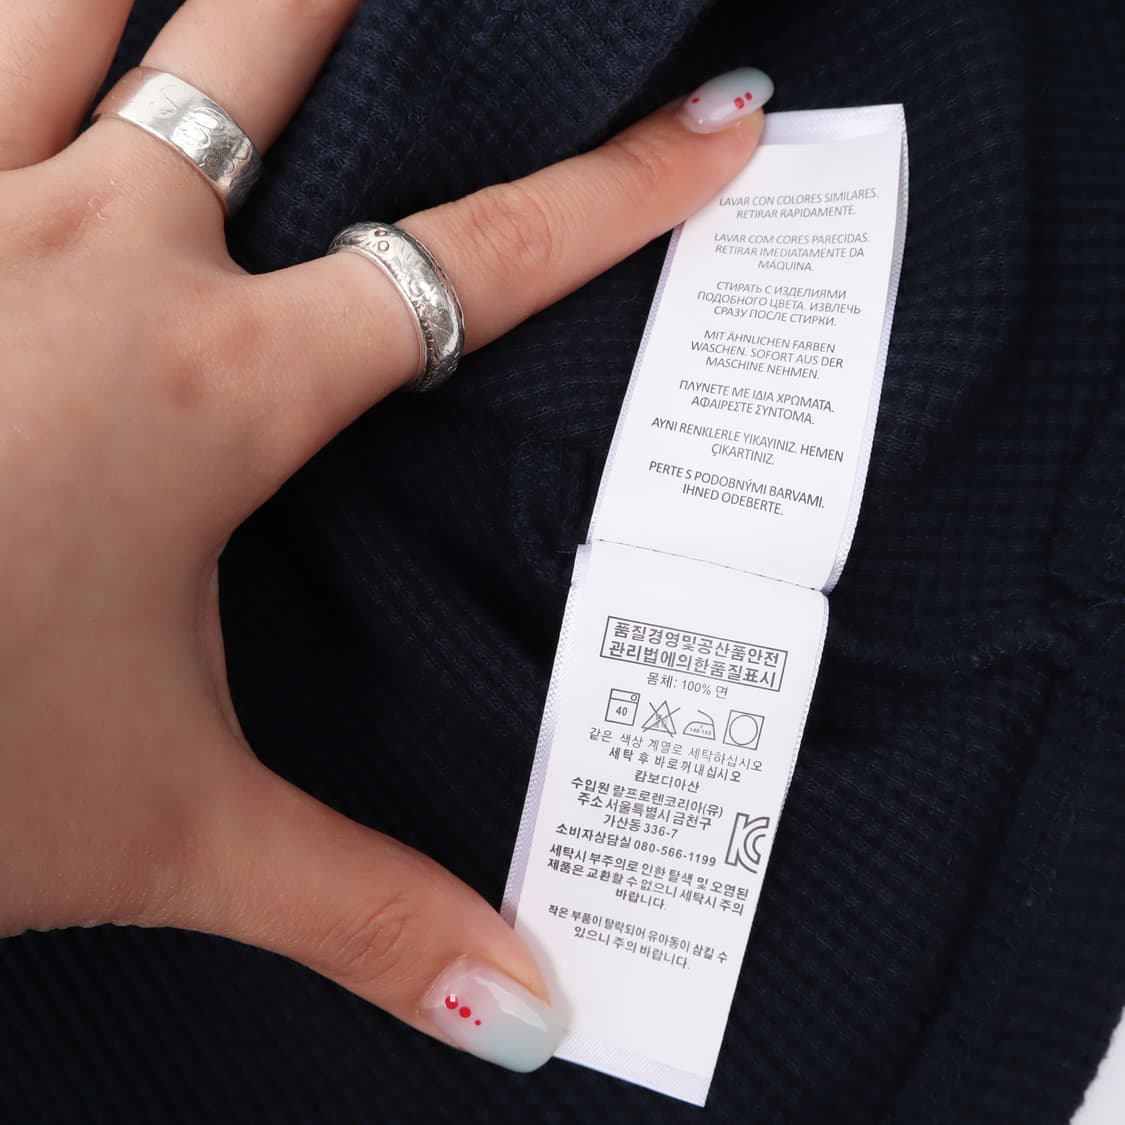 LAVAR CON COLORES SIMILARES.
RETIRAR RAPIDAMENTE.
LAVAR COM CORES PARECIDAS.
RETIRAR IMEDIATAMENTE DA
MÁQUINA.
СТИРАТЬ С ИЗДЕЛИЯМИ
ПОДОБНОГО ЦВЕТА. ИЗВЛЕЧЬ
СРАЗУ ПОСЛЕ СТИРКИ.
MIT ÄHNLICHEN FARBEN
WASCHEN. SOFORT AUS DER
MASCHINE NEHMEN.
ΠΛΥΝΕΤΕ ΜΕ ΙΔΙΑ ΧΡΩΜΑΤΑ.
ΑΦΑΙΡΕΣΤΕ ΣΥΝΤΟΜΑ.
AYNI RENKLERLE YIKAYINIZ. HEMEN
ÇIKARTINIZ.
PERTE S PODOBNÝMI BARVAMI.
IHNED ODEBERTE.
품질경영및공산품안전
관리법에의한품질표시
몸체: 100% 면
40
같은 색상 계열로 세탁하십시오
세탁 후 바로꺼내십시오
캄보디아산
수입원 랄프로렌코리아(유)
주소 서울특별시 금천구
가산동 336-7
소비자상담실 080-566-1199
세탁시 부주의로 인한 탈색 및 오염된
제품은 교환할 수 없으니 세탁시 주의
바랍니다.
작은 부품이 탈락되어 유아동이 삼킬 수
있으니 주의 바랍니다.